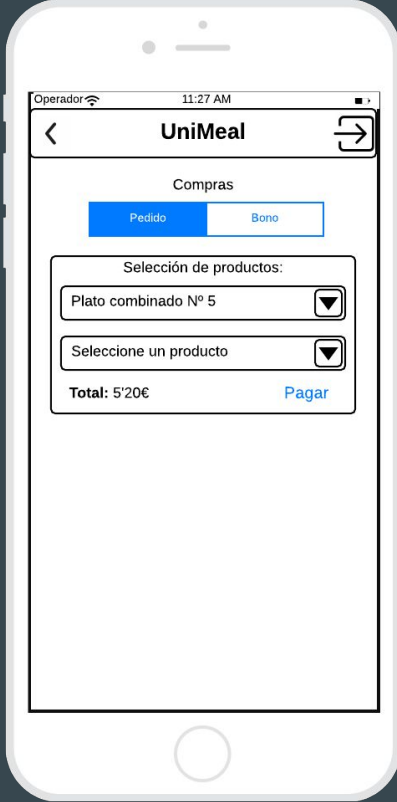 Operador 11:27 AM
UniMeal
Compras
Pedido Bono
Selección de productos:
Plato combinado Nº 5
Seleccione un producto
Total: 5'20€ Pagar